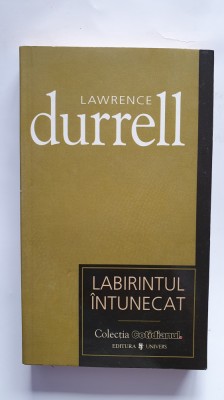 LAWRENCE
durrell
LABIRINTUL
ÎNTUNECAT
Colecția Cotidianul.
EDITURA UNIVERS